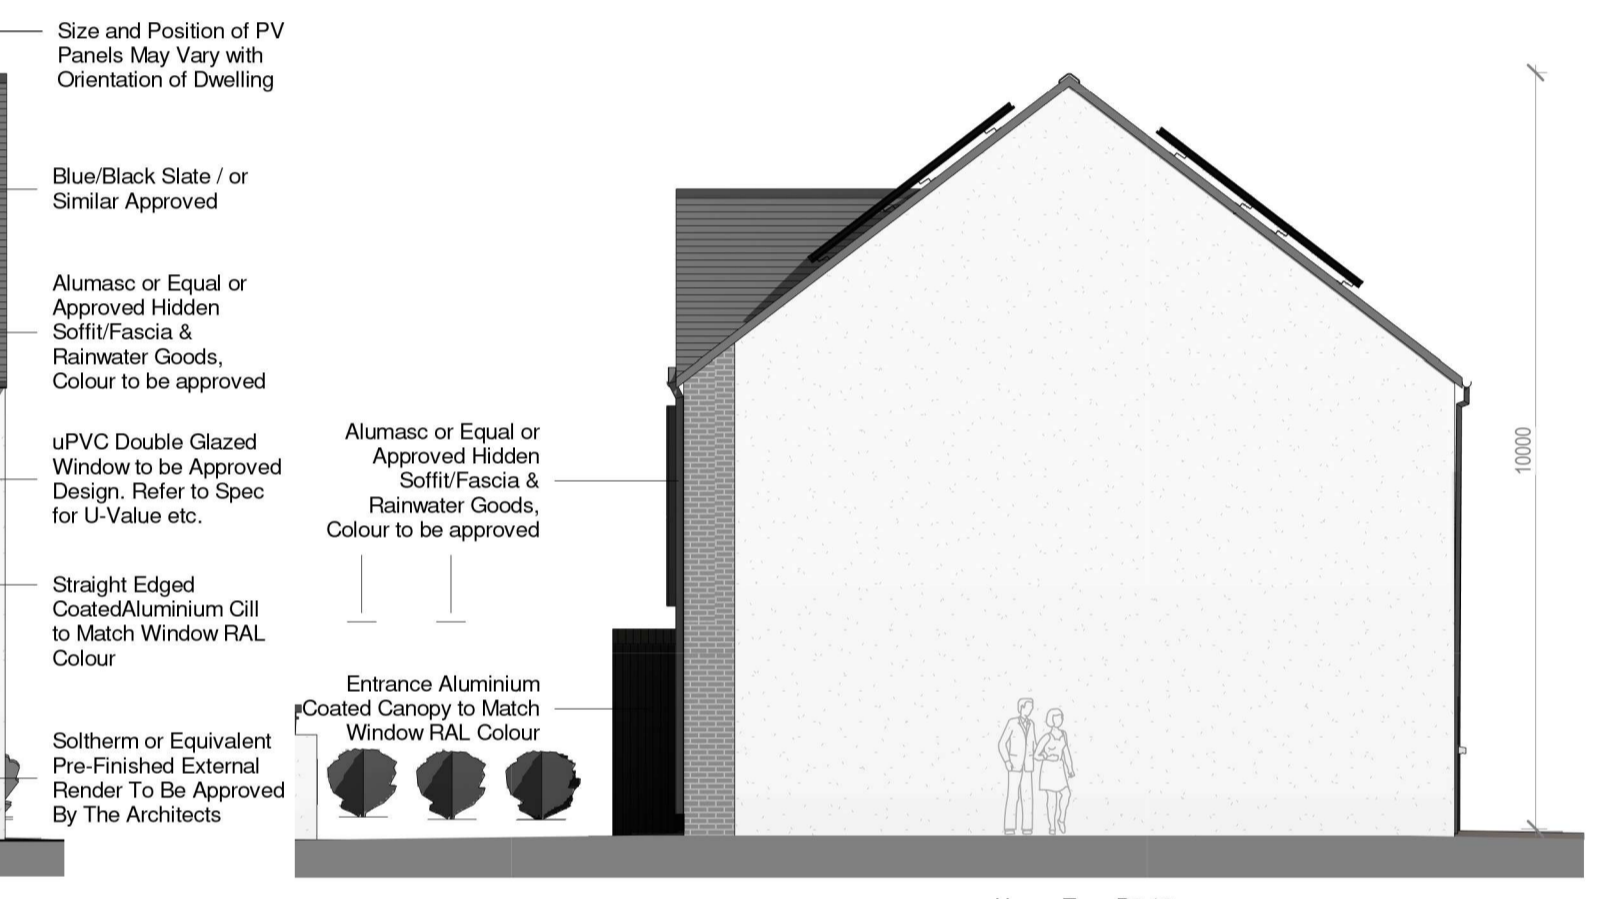 Size and Position of PV
Panels May Vary with
Orientation of Dwelling
Blue/Black Slate / or
Similar Approved
Alumasc or Equal or
Approved Hidden
Soffit/Fascia &
Rainwater Goods,
Colour to be approved
uPVC Double Glazed
Window to be Approved
Design. Refer to Spec
for U-Value etc.
Straight Edged
CoatedAluminium Cill
to Match Window RAL
Colour
Soltherm or Equivalent
Pre-Finished External
Render To Be Approved
By The Architects
Alumasc or Equal or
Approved Hidden
Soffit/Fascia &
Rainwater Goods,
Colour to be approved
Entrance Aluminium
Coated Canopy to Match
Window RAL Colour
10000